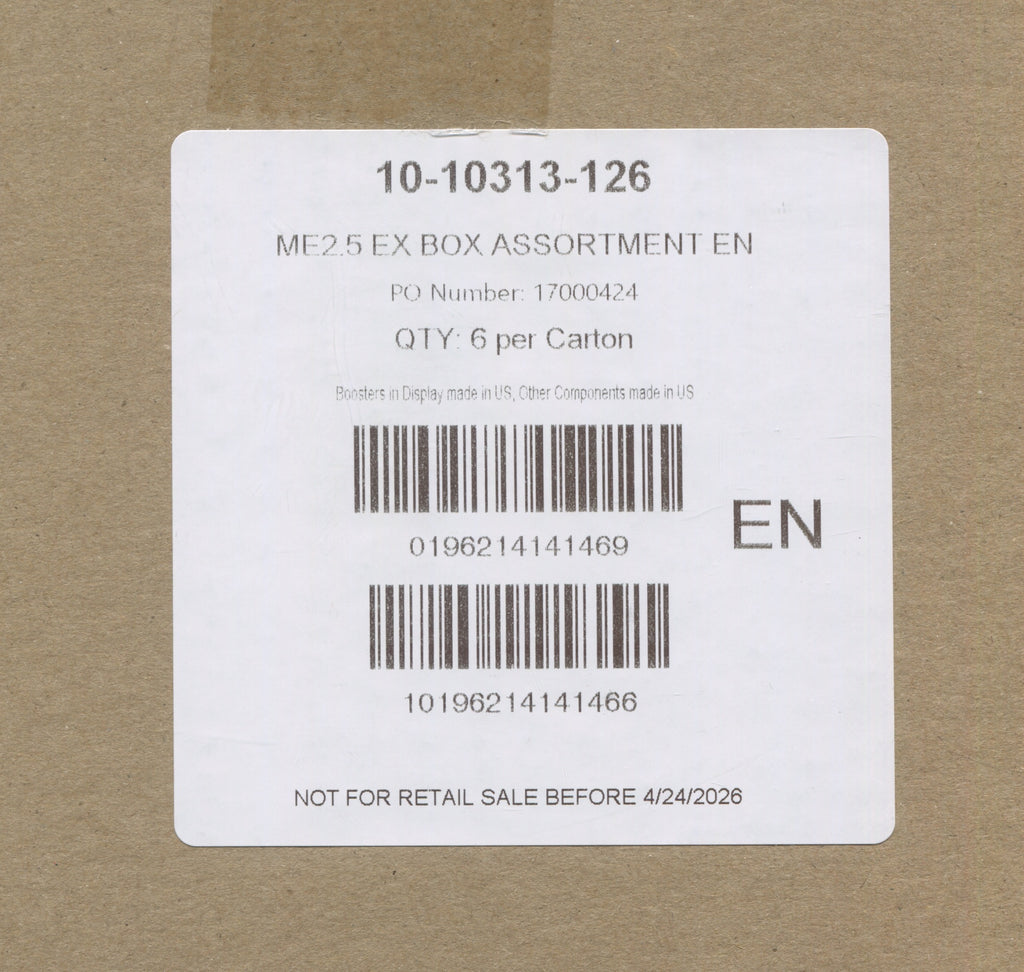 10-10313-126
ME2.5 EX BOX ASSORTMENT EN
PO Number: 17000424
QTY: 6 per Carton
Boosters in Display made in US, Other Components made in US
0196214141469
EN
10196214141466
NOT FOR RETAIL SALE BEFORE 4/24/2026